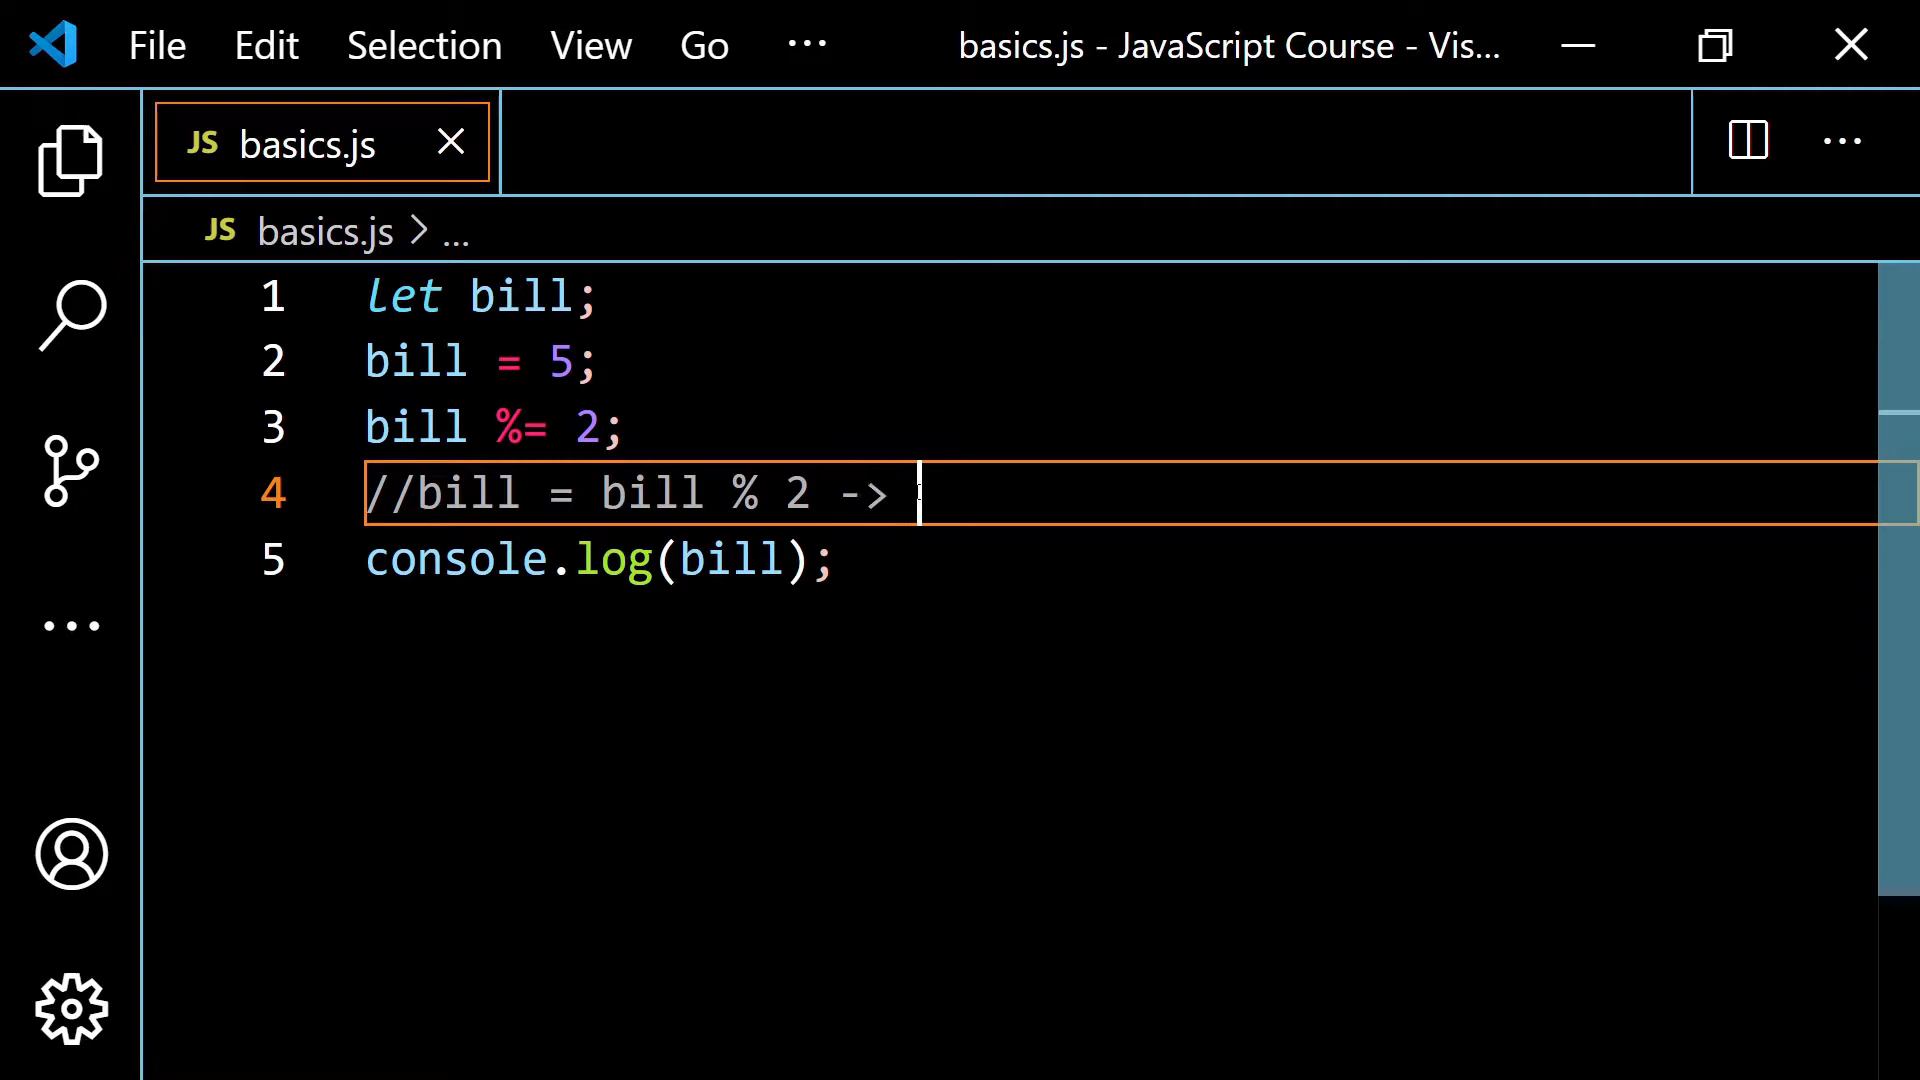 File Edit Selection View Go ... basics.js - JavaScript Course - Vis...
JS basics.js
JS basics.js > ...
1 let bill;
2 bill = 5;
3 bill %= 2;
4 //bill = bill % 2 ->
5 console.log(bill);